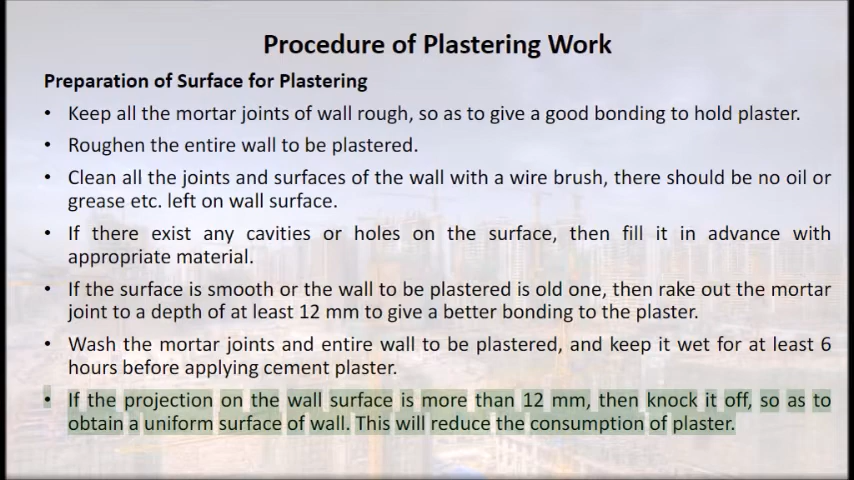 Procedure of Plastering Work
Preparation of Surface for Plastering
• Keep all the mortar joints of wall rough, so as to give a good bonding to hold plaster.
• Roughen the entire wall to be plastered.
• Clean all the joints and surfaces of the wall with a wire brush, there should be no oil or
grease etc. left on wall surface.
• If there exist any cavities or holes on the surface, then fill it in advance with
appropriate material.
• If the surface is smooth or the wall to be plastered is old one, then rake out the mortar
joint to a depth of at least 12 mm to give a better bonding to the plaster.
• Wash the mortar joints and entire wall to be plastered, and keep it wet for at least 6
hours before applying cement plaster.
• If the projection on the wall surface is more than 12 mm, then knock it off, so as to
obtain a uniform surface of wall. This will reduce the consumption of plaster.